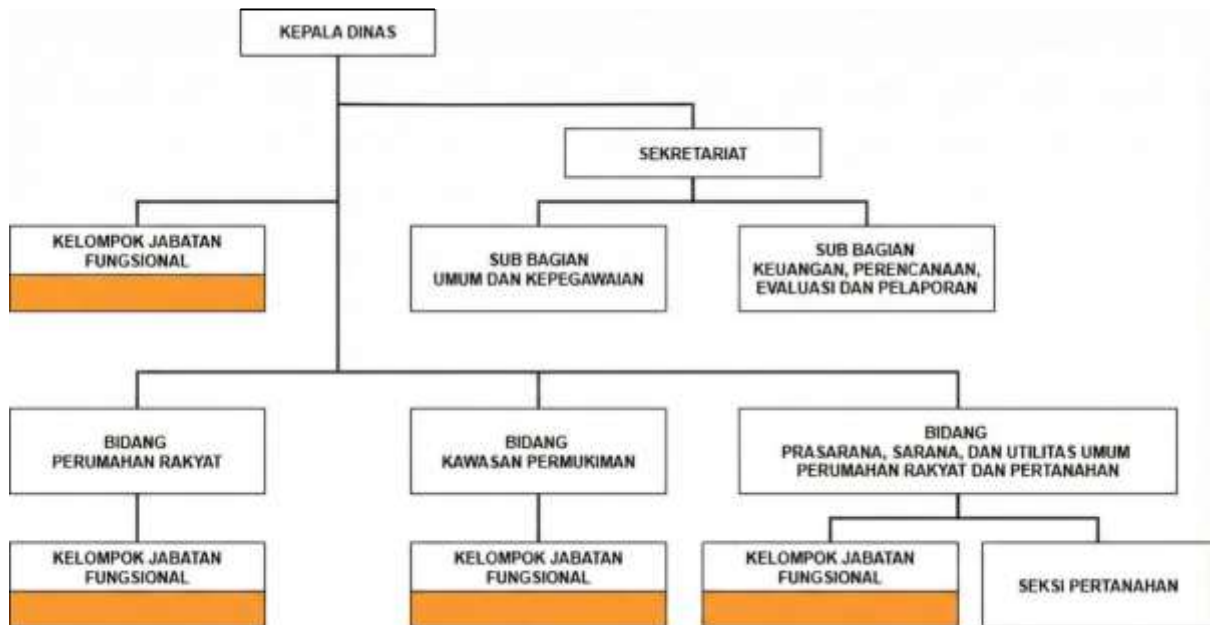 KEPALA DINAS
SEKRETARIAT
KELOMPOK JABATAN
FUNGSIONAL
SUB BAGIAN
UMUM DAN KEPEGAWAIAN
SUB BAGIAN
KEUANGAN, PERENCANAAN,
EVALUASI DAN PELAPORAN
BIDANG
PERUMAHAN RAKYAT
BIDANG
KAWASAN PERMUKIMAN
BIDANG
PRASARANA, SARANA, DAN UTILITAS UMUM
PERUMAHAN RAKYAT DAN PERTANAHAN
KELOMPOK JABATAN
FUNGSIONAL
KELOMPOK JABATAN
FUNGSIONAL
KELOMPOK JABATAN
FUNGSIONAL
SEKSI PERTANAHAN